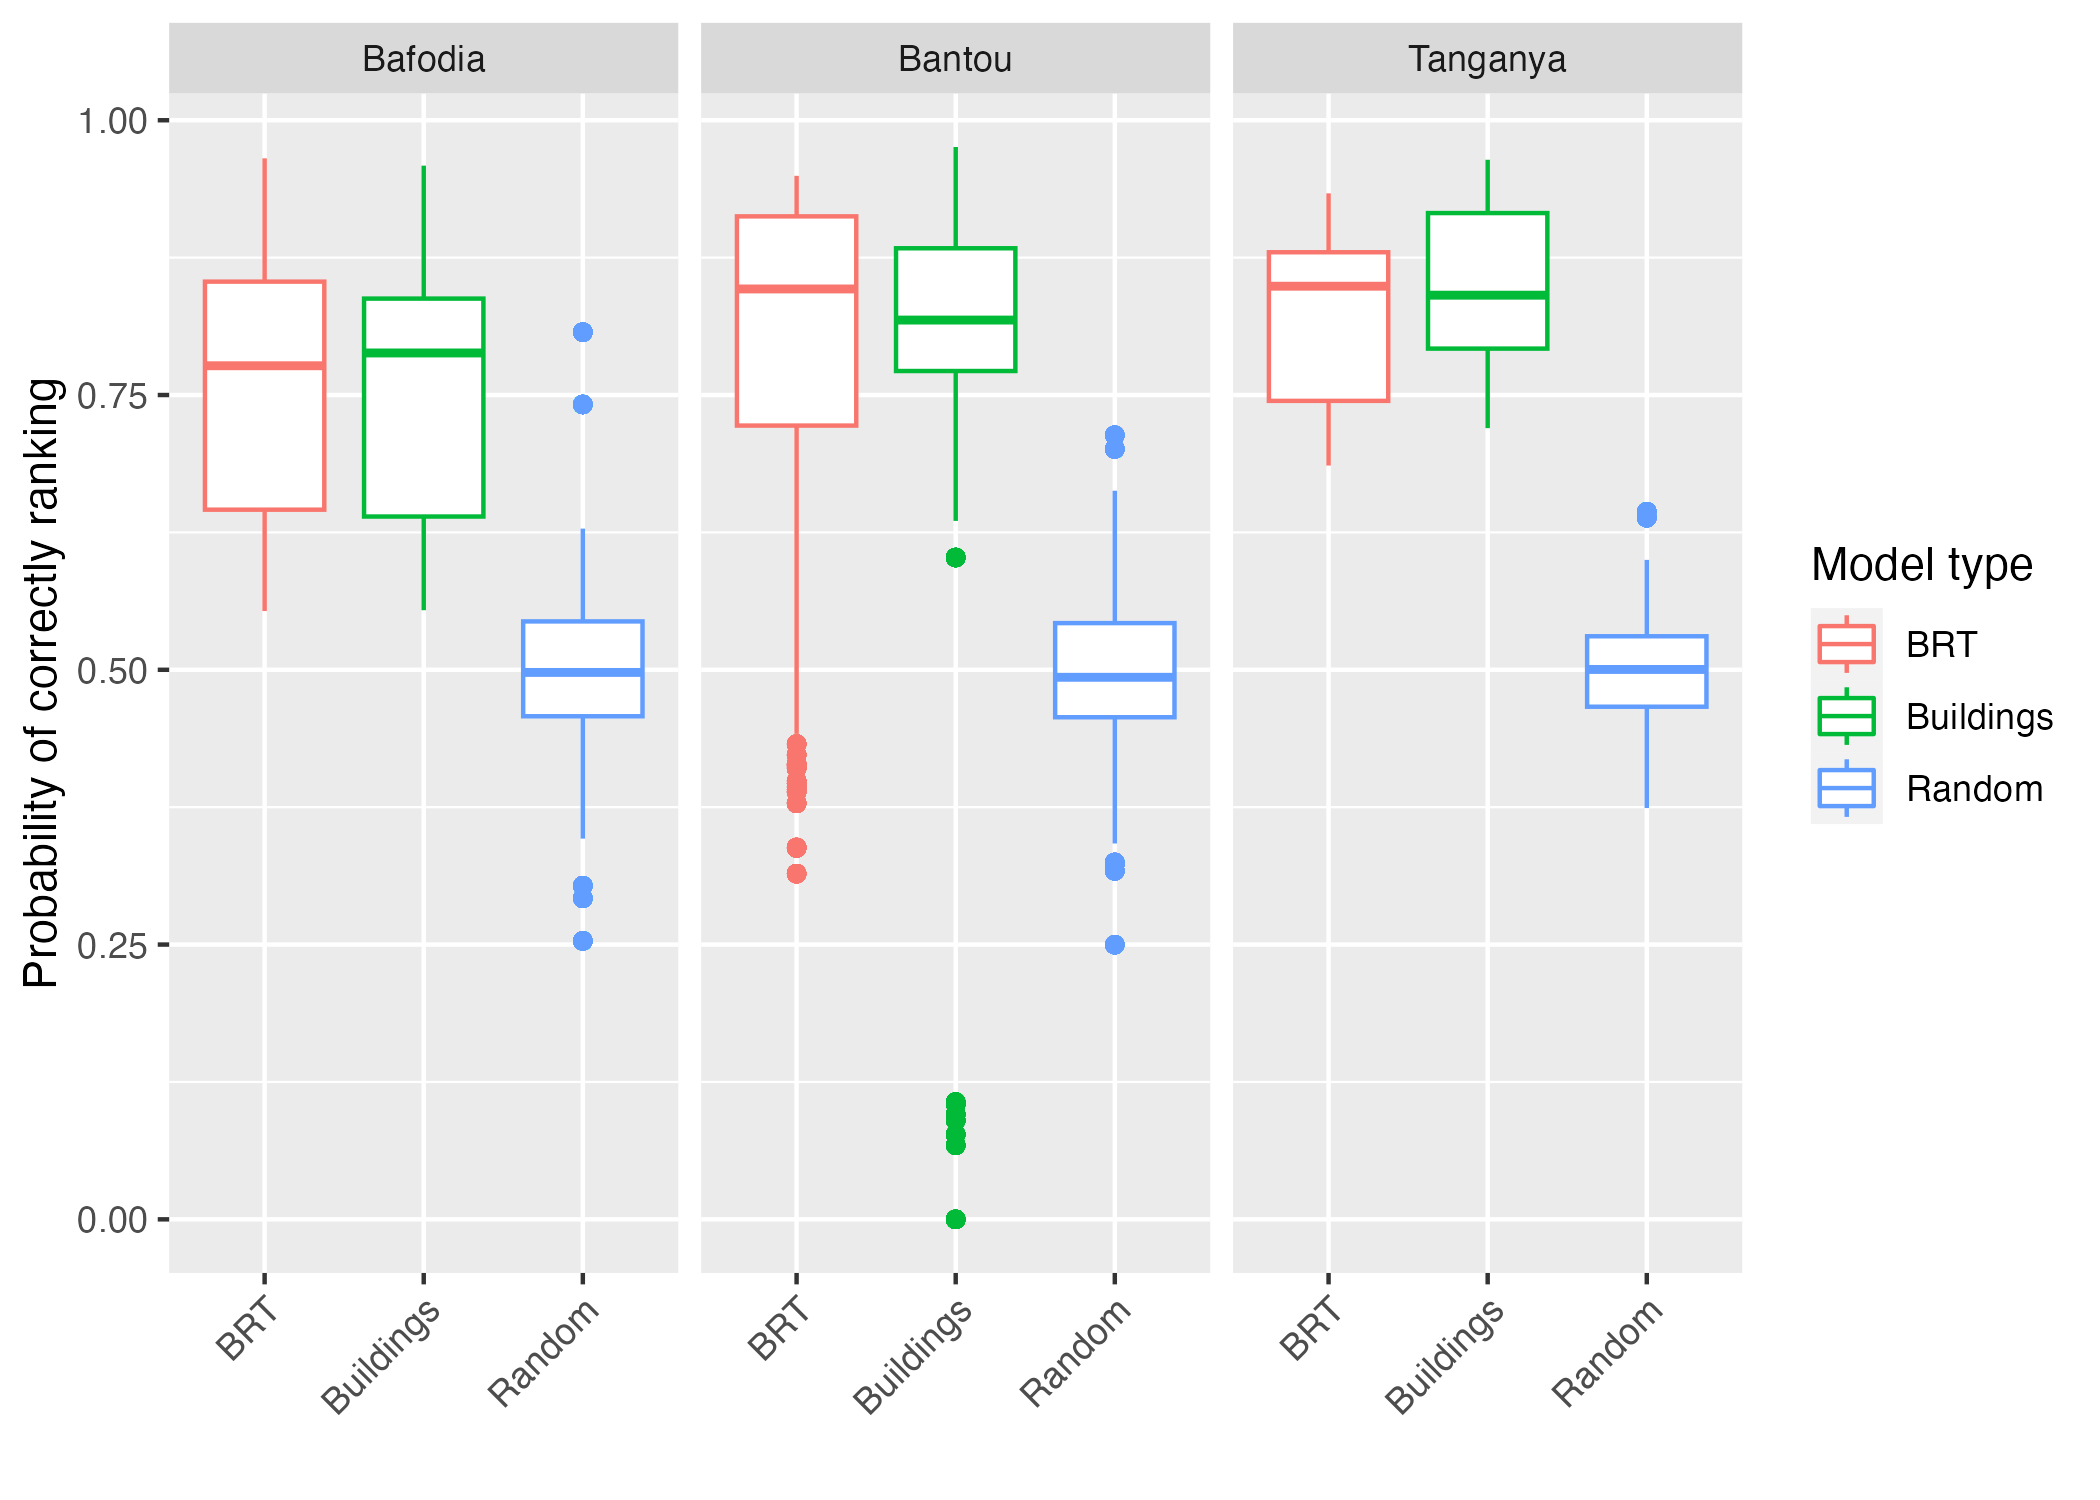 Bafodia
Bantou
Tanganya
Probability of correctly ranking
1.00
0.75
0.50
0.25
0.00
BRT
Buildings
Random
BRT
Buildings
Random
BRT
Buildings
Random
Model type
BRT
Buildings
Random